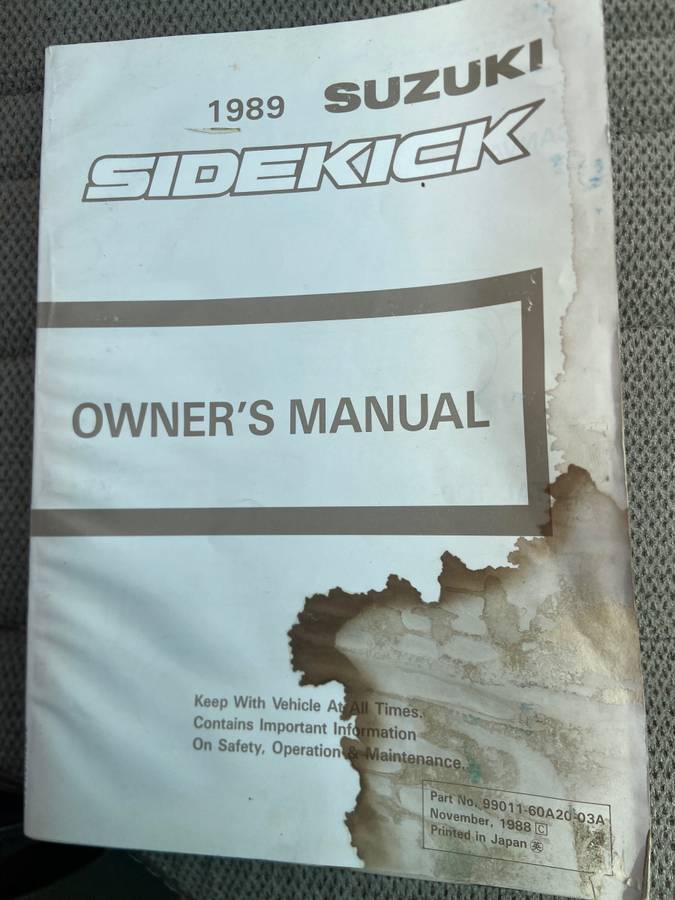 1989 SUZUKI
SIDEKICK
OWNER'S MANUAL
Keep With Vehicle At All Times.
Contains Important Information
On Safety, Operation & Maintenance.
Part No. 99011-60A20-03A
November, 1988 C
Printed in Japan 英